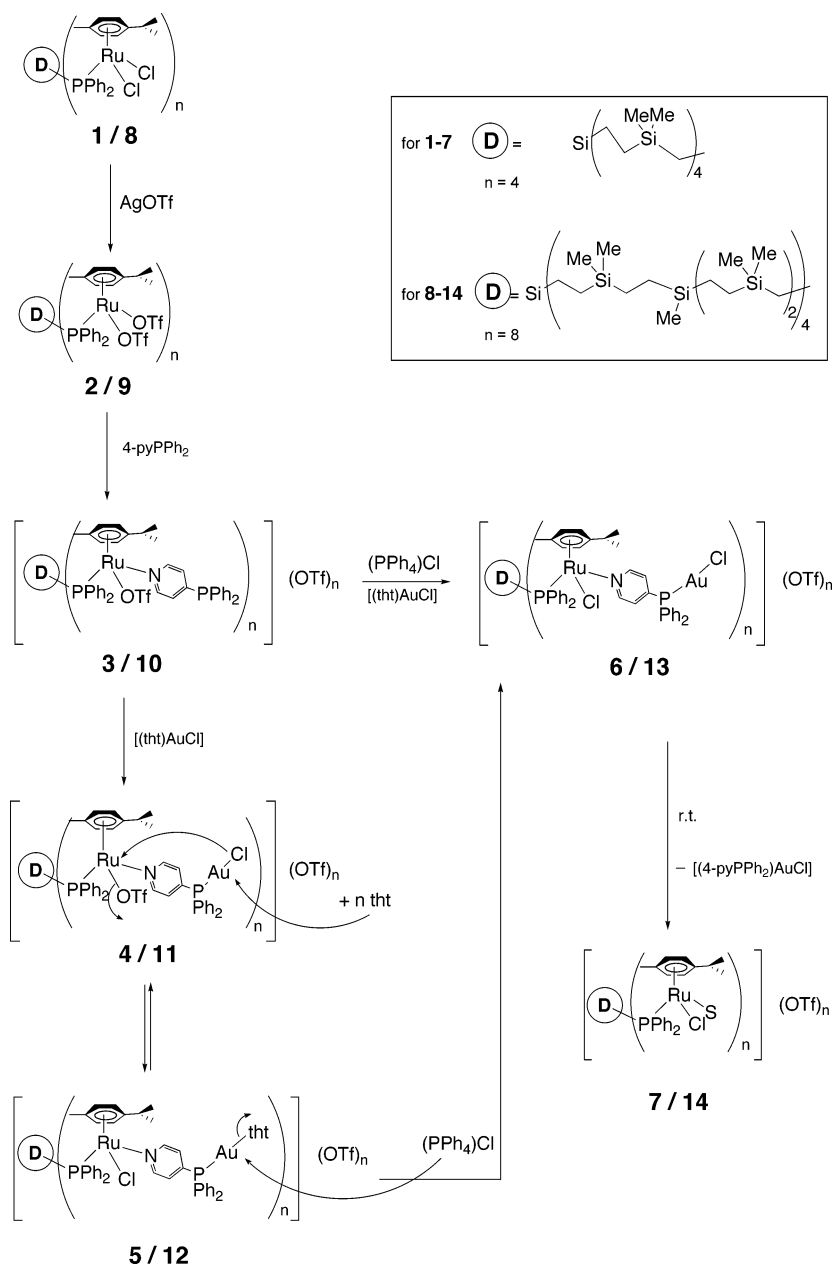 Ru
Cl
D
PPh2 Cl
n
1 / 8
AgOTf
Ru
OTf
D
PPh2 OTf
n
2 / 9
4-pyPPh2
for 1-7 D =
n = 4
MeMe
Si Si
4
for 8-14 D =
n = 8
Me Me
Me Me
Si Si Si Si
Me
2 4
Ru
N
D
PPh2 OTf PPh2
n
(OTf)n
3 / 10
(PPh4)Cl
[(tht)AuCl]
Ru
Cl
N
Au
D
PPh2 Cl P
Ph2
n
(OTf)n
6 / 13
[(tht)AuCl]
Ru
Cl
N
Au
D
PPh2 OTf P
Ph2
n
(OTf)n
+ n tht
4 / 11
r.t.
– [(4-pyPPh2)AuCl]
Ru
S
D
PPh2 Cl
n
(OTf)n
7 / 14
Ru
tht
N
Au
D
PPh2 Cl P
Ph2
n
(OTf)n
(PPh4)Cl
5 / 12